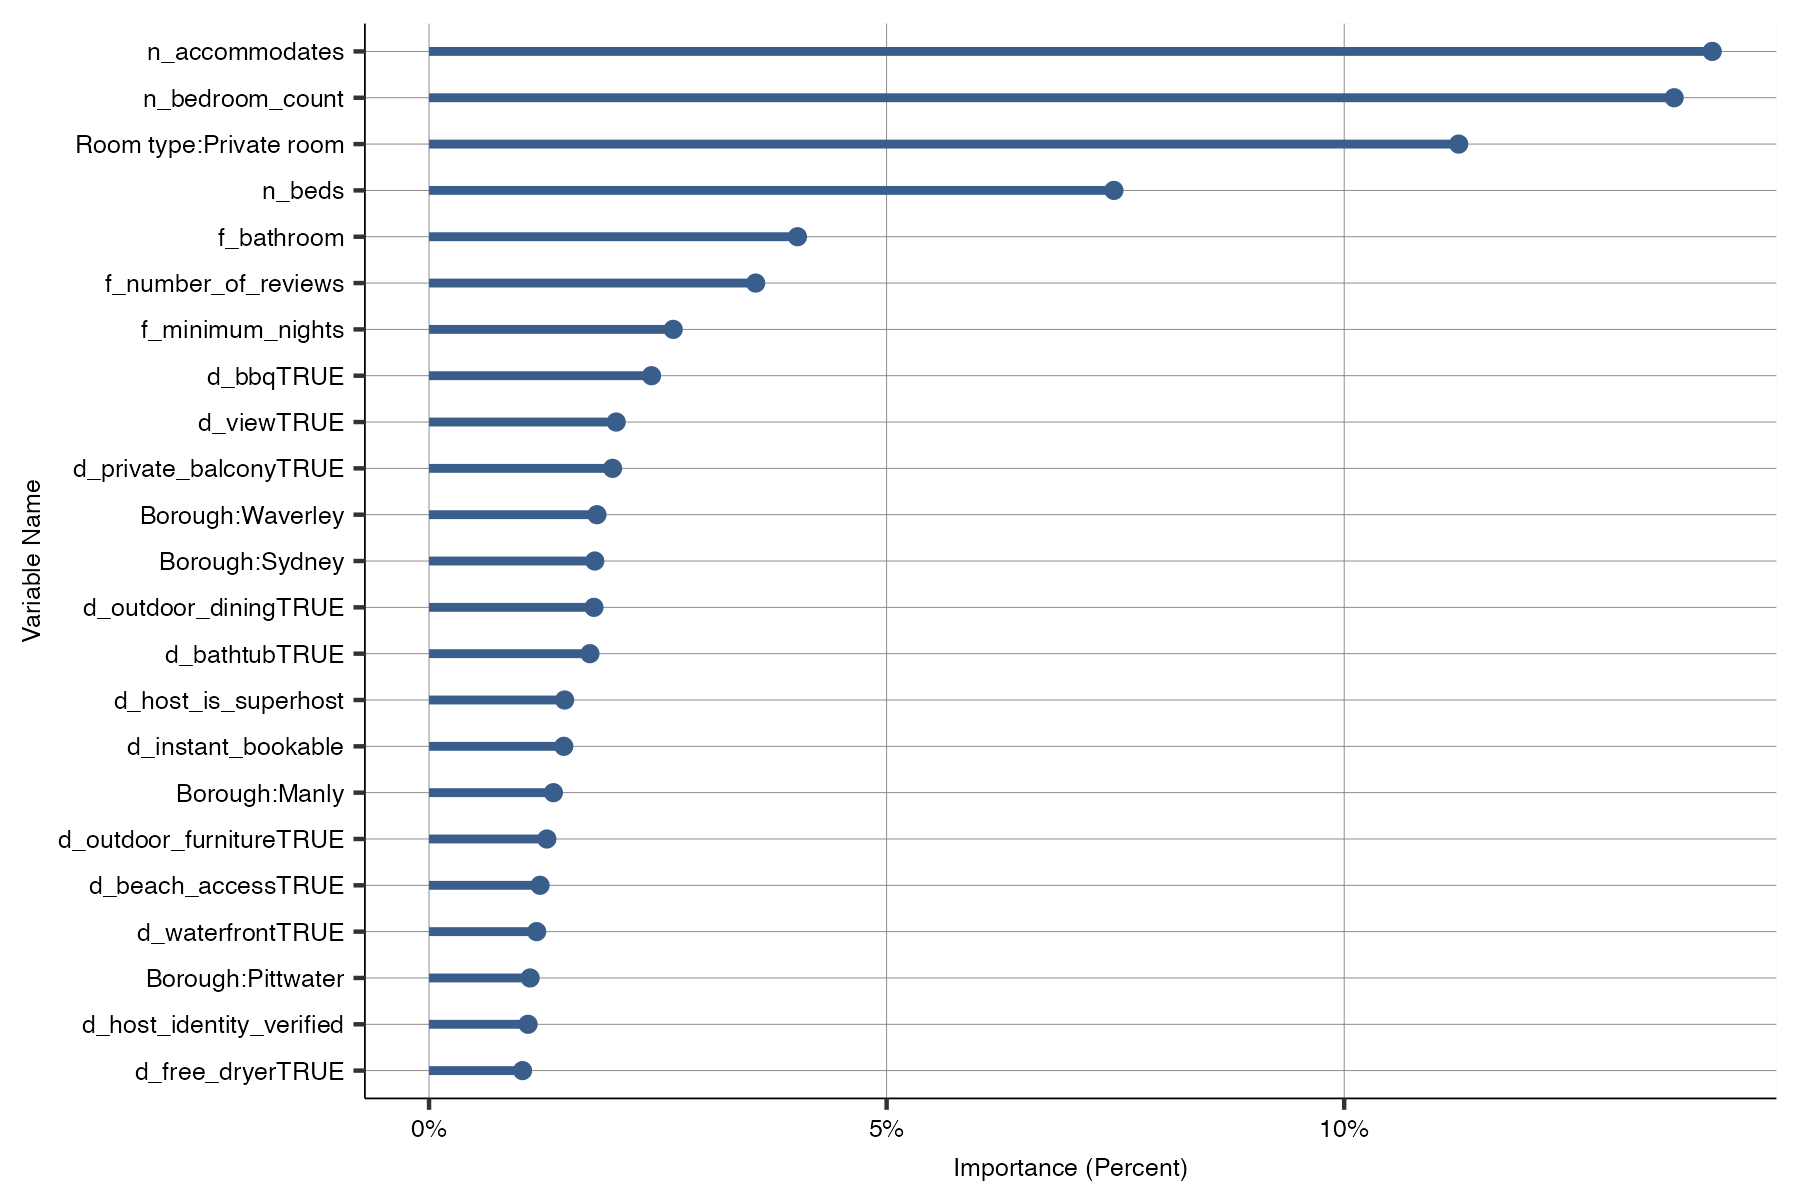 n_accommodates
n_bedroom_count
Room type:Private room
n_beds
f_bathroom
f_number_of_reviews
f_minimum_nights
d_bbqTRUE
d_viewTRUE
d_private_balconyTRUE
Borough:Waverley
Borough:Sydney
d_outdoor_diningTRUE
d_bathtubTRUE
d_host_is_superhost
d_instant_bookable
Borough:Manly
d_outdoor_furnitureTRUE
d_beach_accessTRUE
d_waterfrontTRUE
Borough:Pittwater
d_host_identity_verified
d_free_dryerTRUE
Variable Name
0%
5%
10%
Importance (Percent)